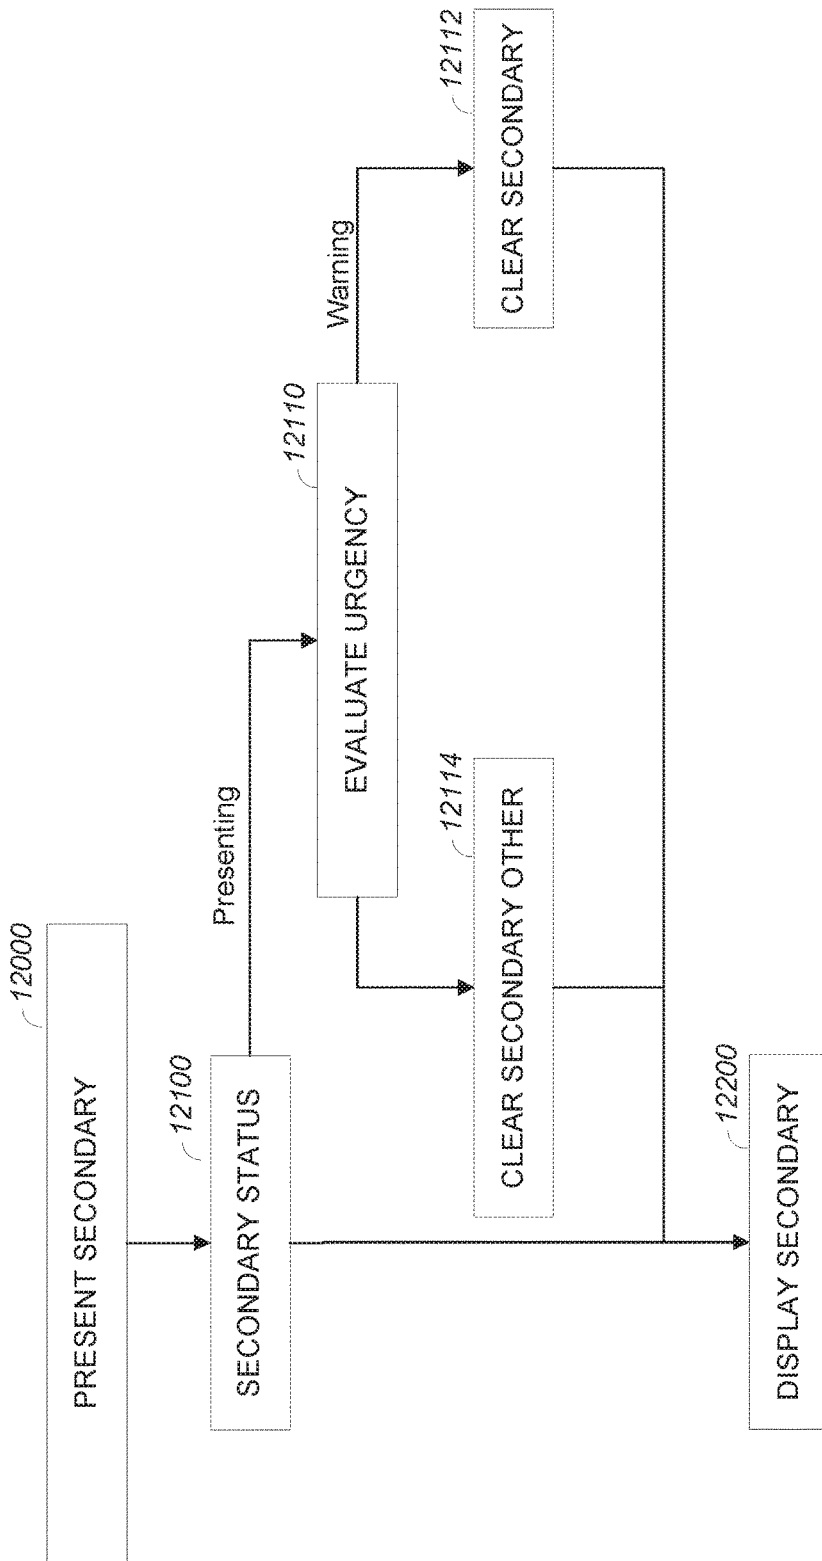 12000
PRESENT SECONDARY
12100
SECONDARY STATUS
Presenting
12110
EVALUATE URGENCY
Warning
12114
CLEAR SECONDARY OTHER
12112
CLEAR SECONDARY
12200
DISPLAY SECONDARY